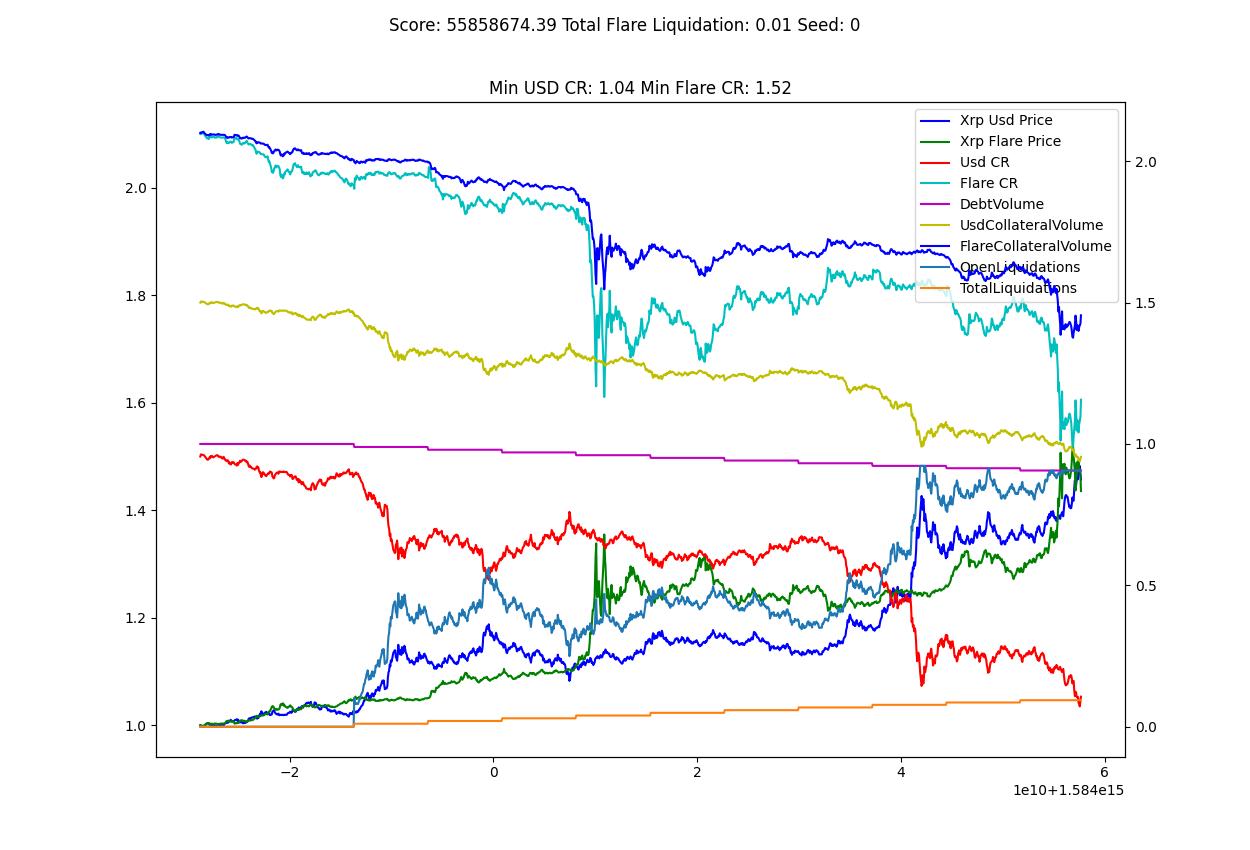 Score: 55858674.39 Total Flare Liquidation: 0.01 Seed: 0
Min USD CR: 1.04 Min Flare CR: 1.52
Xrp Usd Price
Xrp Flare Price
Usd CR
Flare CR
DebtVolume
UsdCollateralVolume
FlareCollateralVolume
OpenLiquidations
TotalLiquidations
2.0
1.8
1.6
1.4
1.2
1.0
2.0
1.5
1.0
0.5
0.0
−2
0
2
4
6
1e10+1.584e15